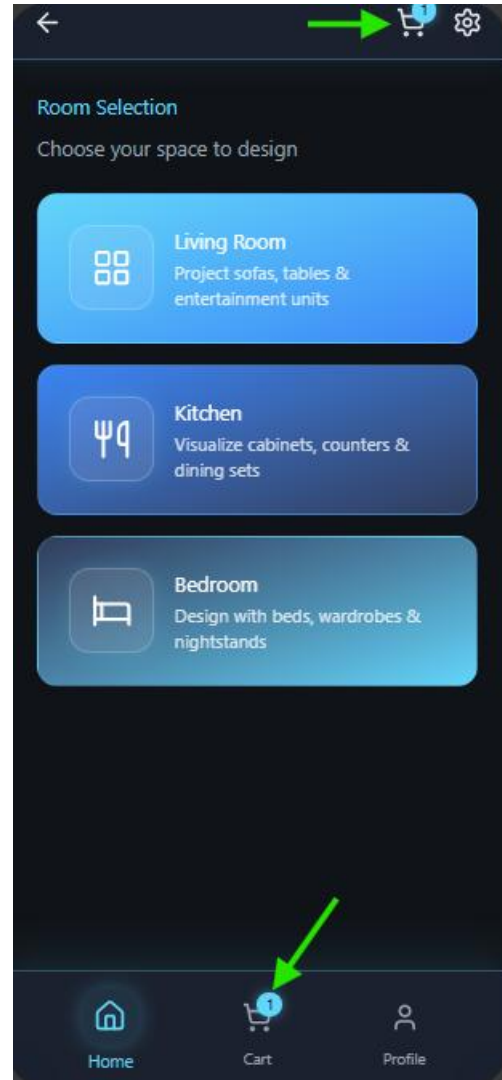 1
Room Selection
Choose your space to design
Living Room
Project sofas, tables &
entertainment units
Kitchen
Visualize cabinets, counters &
dining sets
Bedroom
Design with beds, wardrobes &
nightstands
1
Home
Cart
Profile